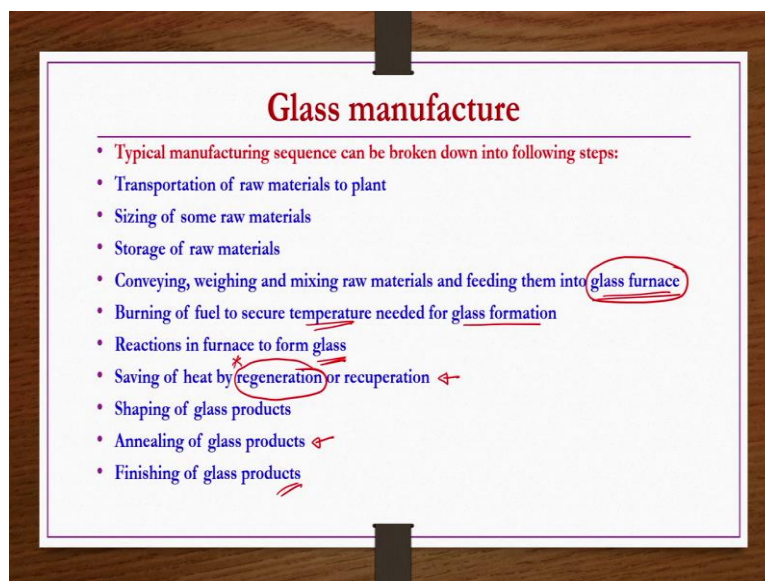 Glass manufacture
• Typical manufacturing sequence can be broken down into following steps:
• Transportation of raw materials to plant
• Sizing of some raw materials
• Storage of raw materials
• Conveying, weighing and mixing raw materials and feeding them into glass furnace
• Burning of fuel to secure temperature needed for glass formation
• Reactions in furnace to form glass
• Saving of heat by regeneration or recuperation
• Shaping of glass products
• Annealing of glass products
• Finishing of glass products